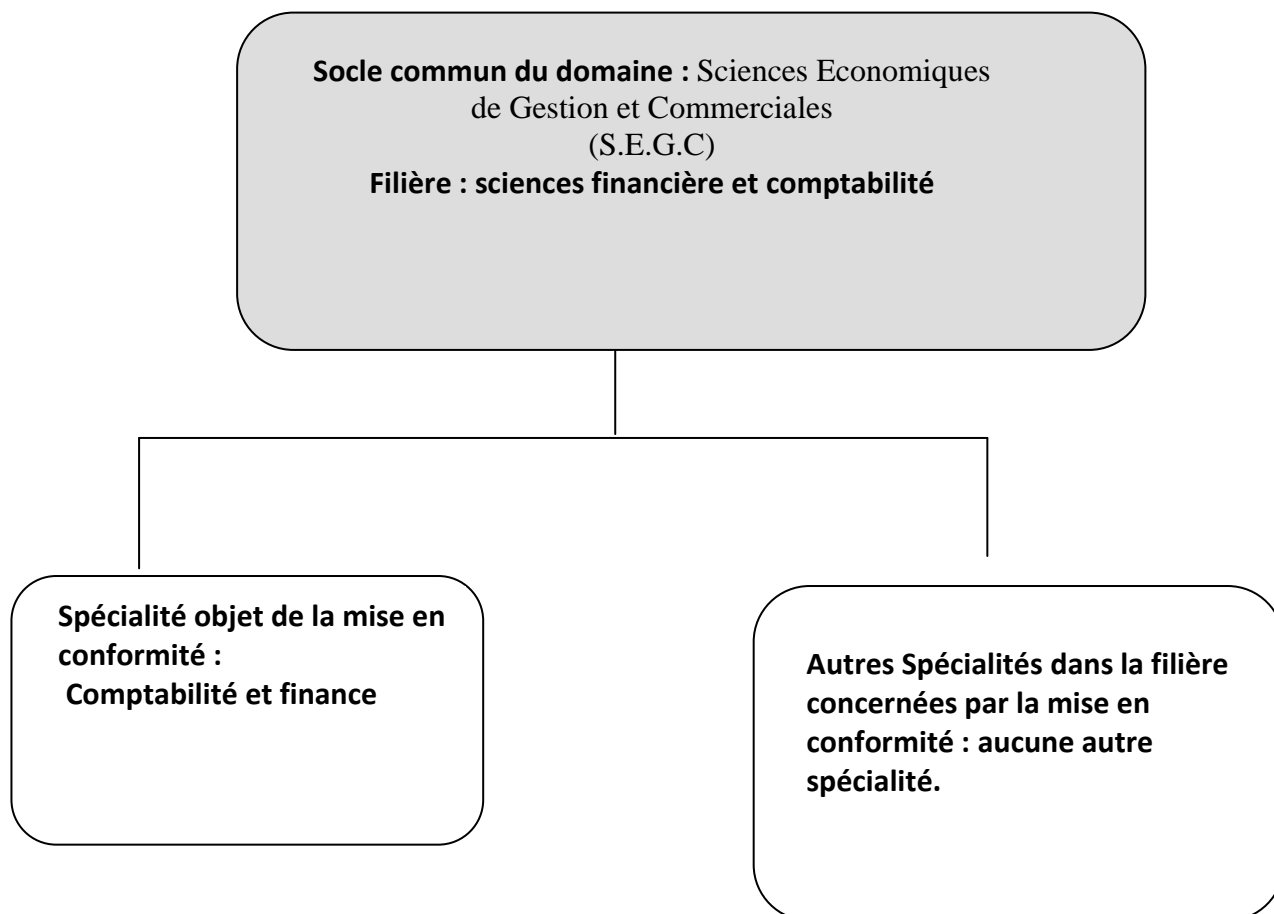 Socle commun du domaine : Sciences Economiques
de Gestion et Commerciales
(S.E.G.C)
Filière : sciences financière et comptabilité
Spécialité objet de la mise en
conformité :
Comptabilité et finance
Autres Spécialités dans la filière
concernées par la mise en
conformité : aucune autre
spécialité.